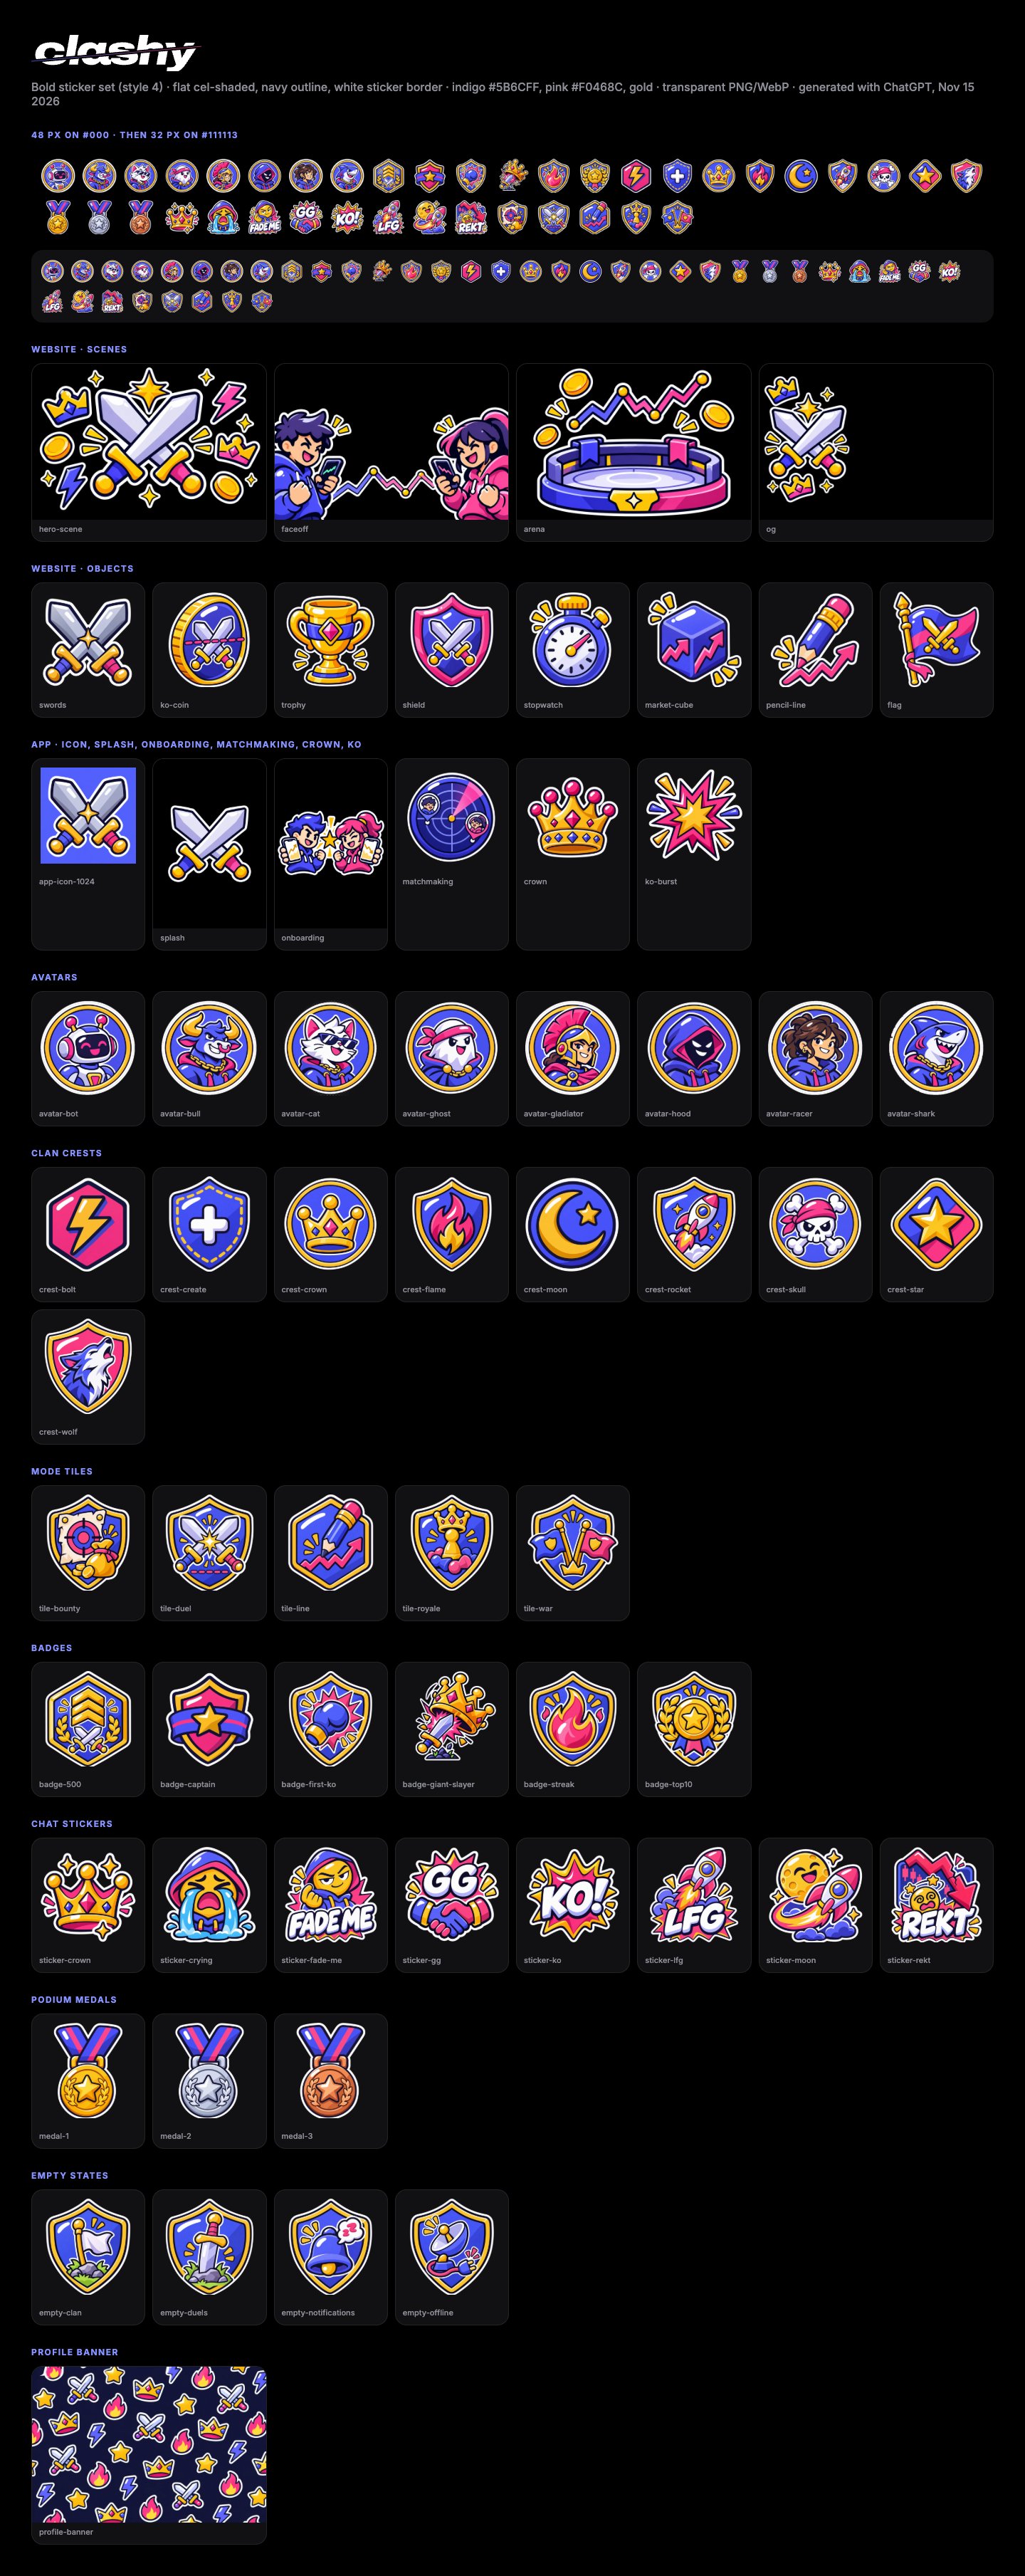 clashy
Bold sticker set (style 4) · flat cel-shaded, navy outline, white sticker border · indigo #5B6CFF, pink #F0468C, gold · transparent PNG/WebP · generated with ChatGPT, Nov 15
2026
48 PX ON #000 · THEN 32 PX ON #111113
FADE ME
GG
KO!
LFG
REKT
FADE ME
GG
KO!
LFG
REKT
WEBSITE · SCENES
hero-scene
faceoff
arena
og
WEBSITE · OBJECTS
swords
ko-coin
trophy
shield
stopwatch
market-cube
pencil-line
flag
APP · ICON, SPLASH, ONBOARDING, MATCHMAKING, CROWN, KO
app-icon-1024
splash
onboarding
matchmaking
crown
ko-burst
AVATARS
avatar-bot
avatar-bull
avatar-cat
avatar-ghost
avatar-gladiator
avatar-hood
avatar-racer
avatar-shark
CLAN CRESTS
crest-bolt
crest-create
crest-crown
crest-flame
crest-moon
crest-rocket
crest-skull
crest-star
crest-wolf
MODE TILES
tile-bounty
tile-duel
tile-line
tile-royale
tile-war
BADGES
badge-500
badge-captain
badge-first-ko
badge-giant-slayer
badge-streak
badge-top10
CHAT STICKERS
FADE ME
GG
KO!
LFG
REKT
sticker-crown
sticker-crying
sticker-fade-me
sticker-gg
sticker-ko
sticker-lfg
sticker-moon
sticker-rekt
PODIUM MEDALS
medal-1
medal-2
medal-3
EMPTY STATES
zz
empty-clan
empty-duels
empty-notifications
empty-offline
PROFILE BANNER
profile-banner